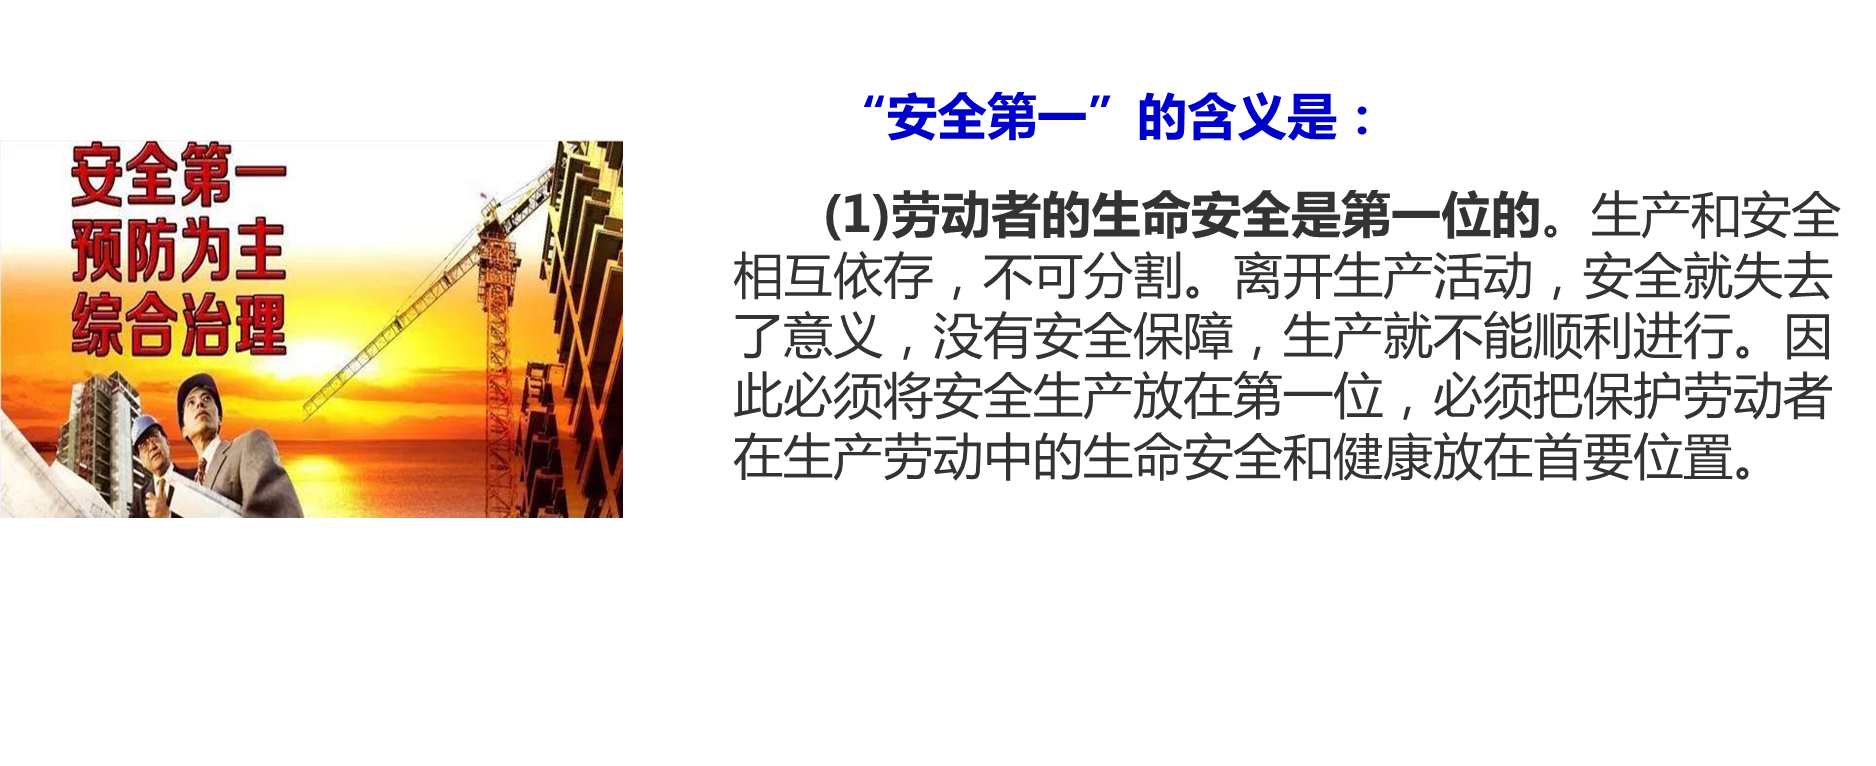 安全第一
预防为主
综合治理
“安全第一”的含义是：
(1)劳动者的生命安全是第一位的。生产和安全
相互依存，不可分割。离开生产活动，安全就失去
了意义，没有安全保障，生产就不能顺利进行。因
此必须将安全生产放在第一位，必须把保护劳动者
在生产劳动中的生命安全和健康放在首要位置。